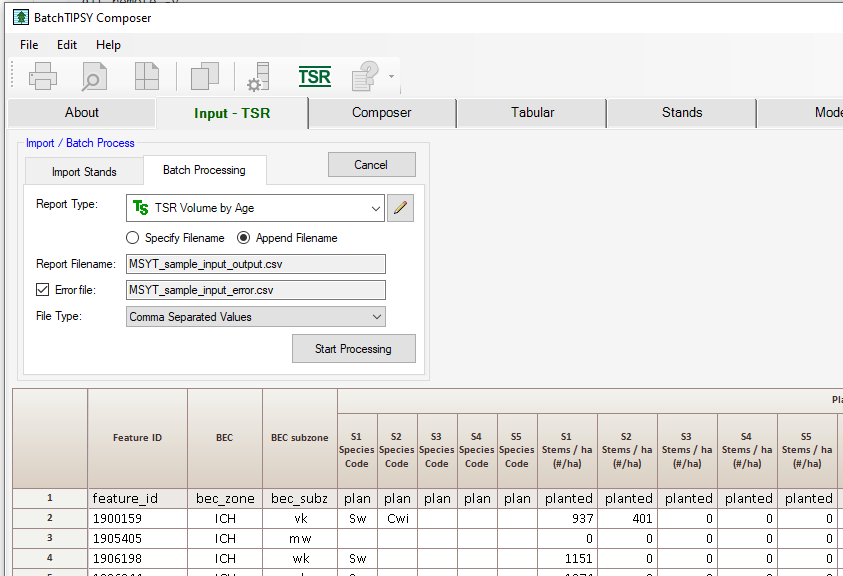 BatchTIPSY Composer
File Edit Help
TSR
About Input - TSR Composer Tabular Stands
Import / Batch Process
Import Stands Batch Processing Cancel
Report Type: TS TSR Volume by Age
Specify Filename Append Filename
Report Filename: MSYT_sample_input_output.csv
Error file: MSYT_sample_input_error.csv
File Type: Comma Separated Values
Start Processing
Feature ID BEC BEC subzone
S1 Species Code S2 Species Code S3 Species Code S4 Species Code S5 Species Code S1 Stems / ha (#/ha) S2 Stems / ha (#/ha) S3 Stems / ha (#/ha) S4 Stems / ha (#/ha) S5 Stems / ha (#/ha)
1 feature_id bec_zone bec_subz plan plan plan plan plan planted planted planted planted planted
2 1900159 ICH vk Sw Cwi 937 401 0 0 0
3 1905405 ICH mw 0 0 0 0 0
4 1906198 ICH wk Sw 1151 0 0 0 0